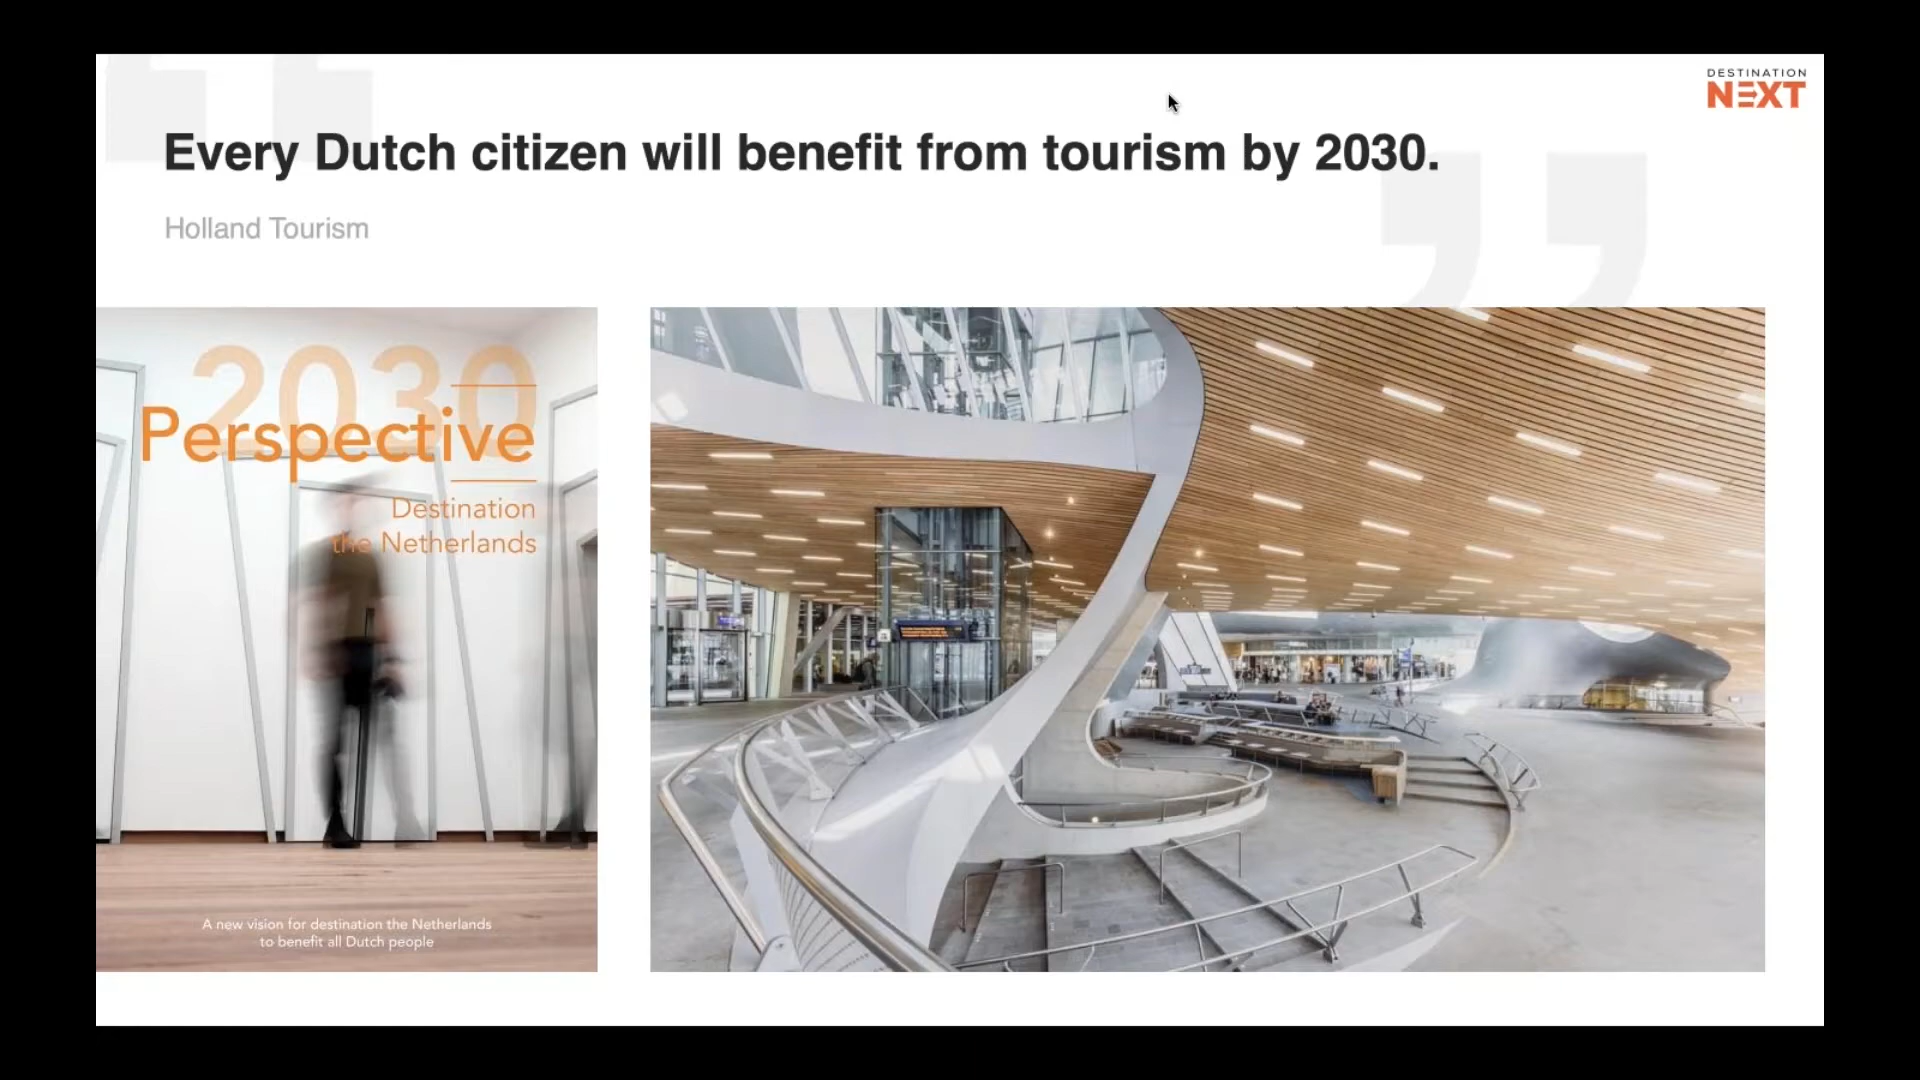 DESTINATION
NEXT
Every Dutch citizen will benefit from tourism by 2030.
Holland Tourism
2030
Perspective
Destination
the Netherlands
A new vision for destination the Netherlands
to benefit all Dutch people